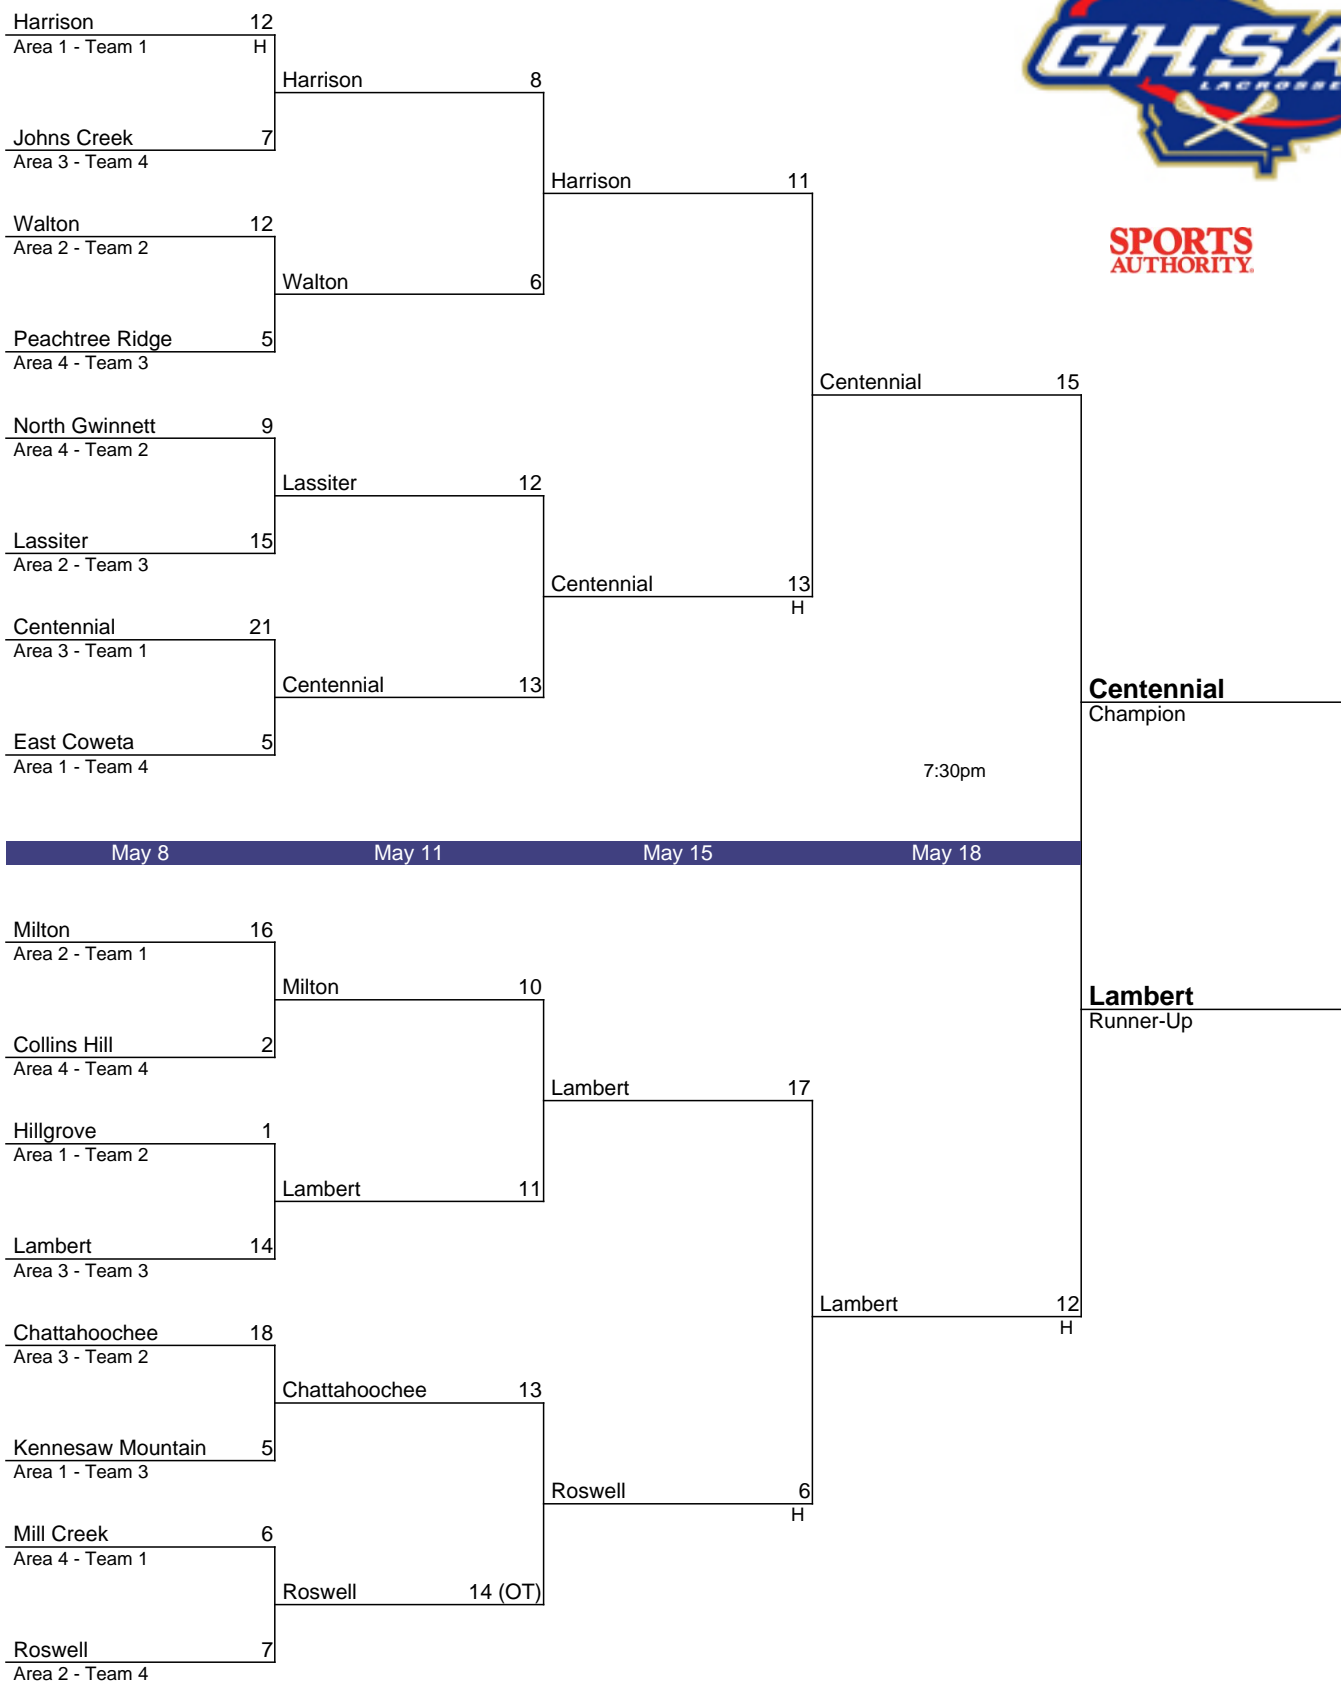 Harrison 12
Area 1 - Team 1 H
Harrison 8
Johns Creek 7
Area 3 - Team 4
Harrison 11
Walton 12
Area 2 - Team 2
Walton 6
Peachtree Ridge 5
Area 4 - Team 3
Centennial 15
North Gwinnett 9
Area 4 - Team 2
Lassiter 12
Lassiter 15
Area 2 - Team 3
Centennial 13
H
Centennial 21
Area 3 - Team 1
Centennial 13
Centennial
Champion
East Coweta 5
Area 1 - Team 4
7:30pm
GHSA
LACROSSE
SPORTS
AUTHORITY
May 8 May 11 May 15 May 18
Milton 16
Area 2 - Team 1
Milton 10
Lambert
Runner-Up
Collins Hill 2
Area 4 - Team 4
Lambert 17
Hillgrove 1
Area 1 - Team 2
Lambert 11
Lambert 14
Area 3 - Team 3
Lambert 12
H
Chattahoochee 18
Area 3 - Team 2
Chattahoochee 13
Kennesaw Mountain 5
Area 1 - Team 3
Roswell 6
H
Mill Creek 6
Area 4 - Team 1
Roswell 14 (OT)
Roswell 7
Area 2 - Team 4